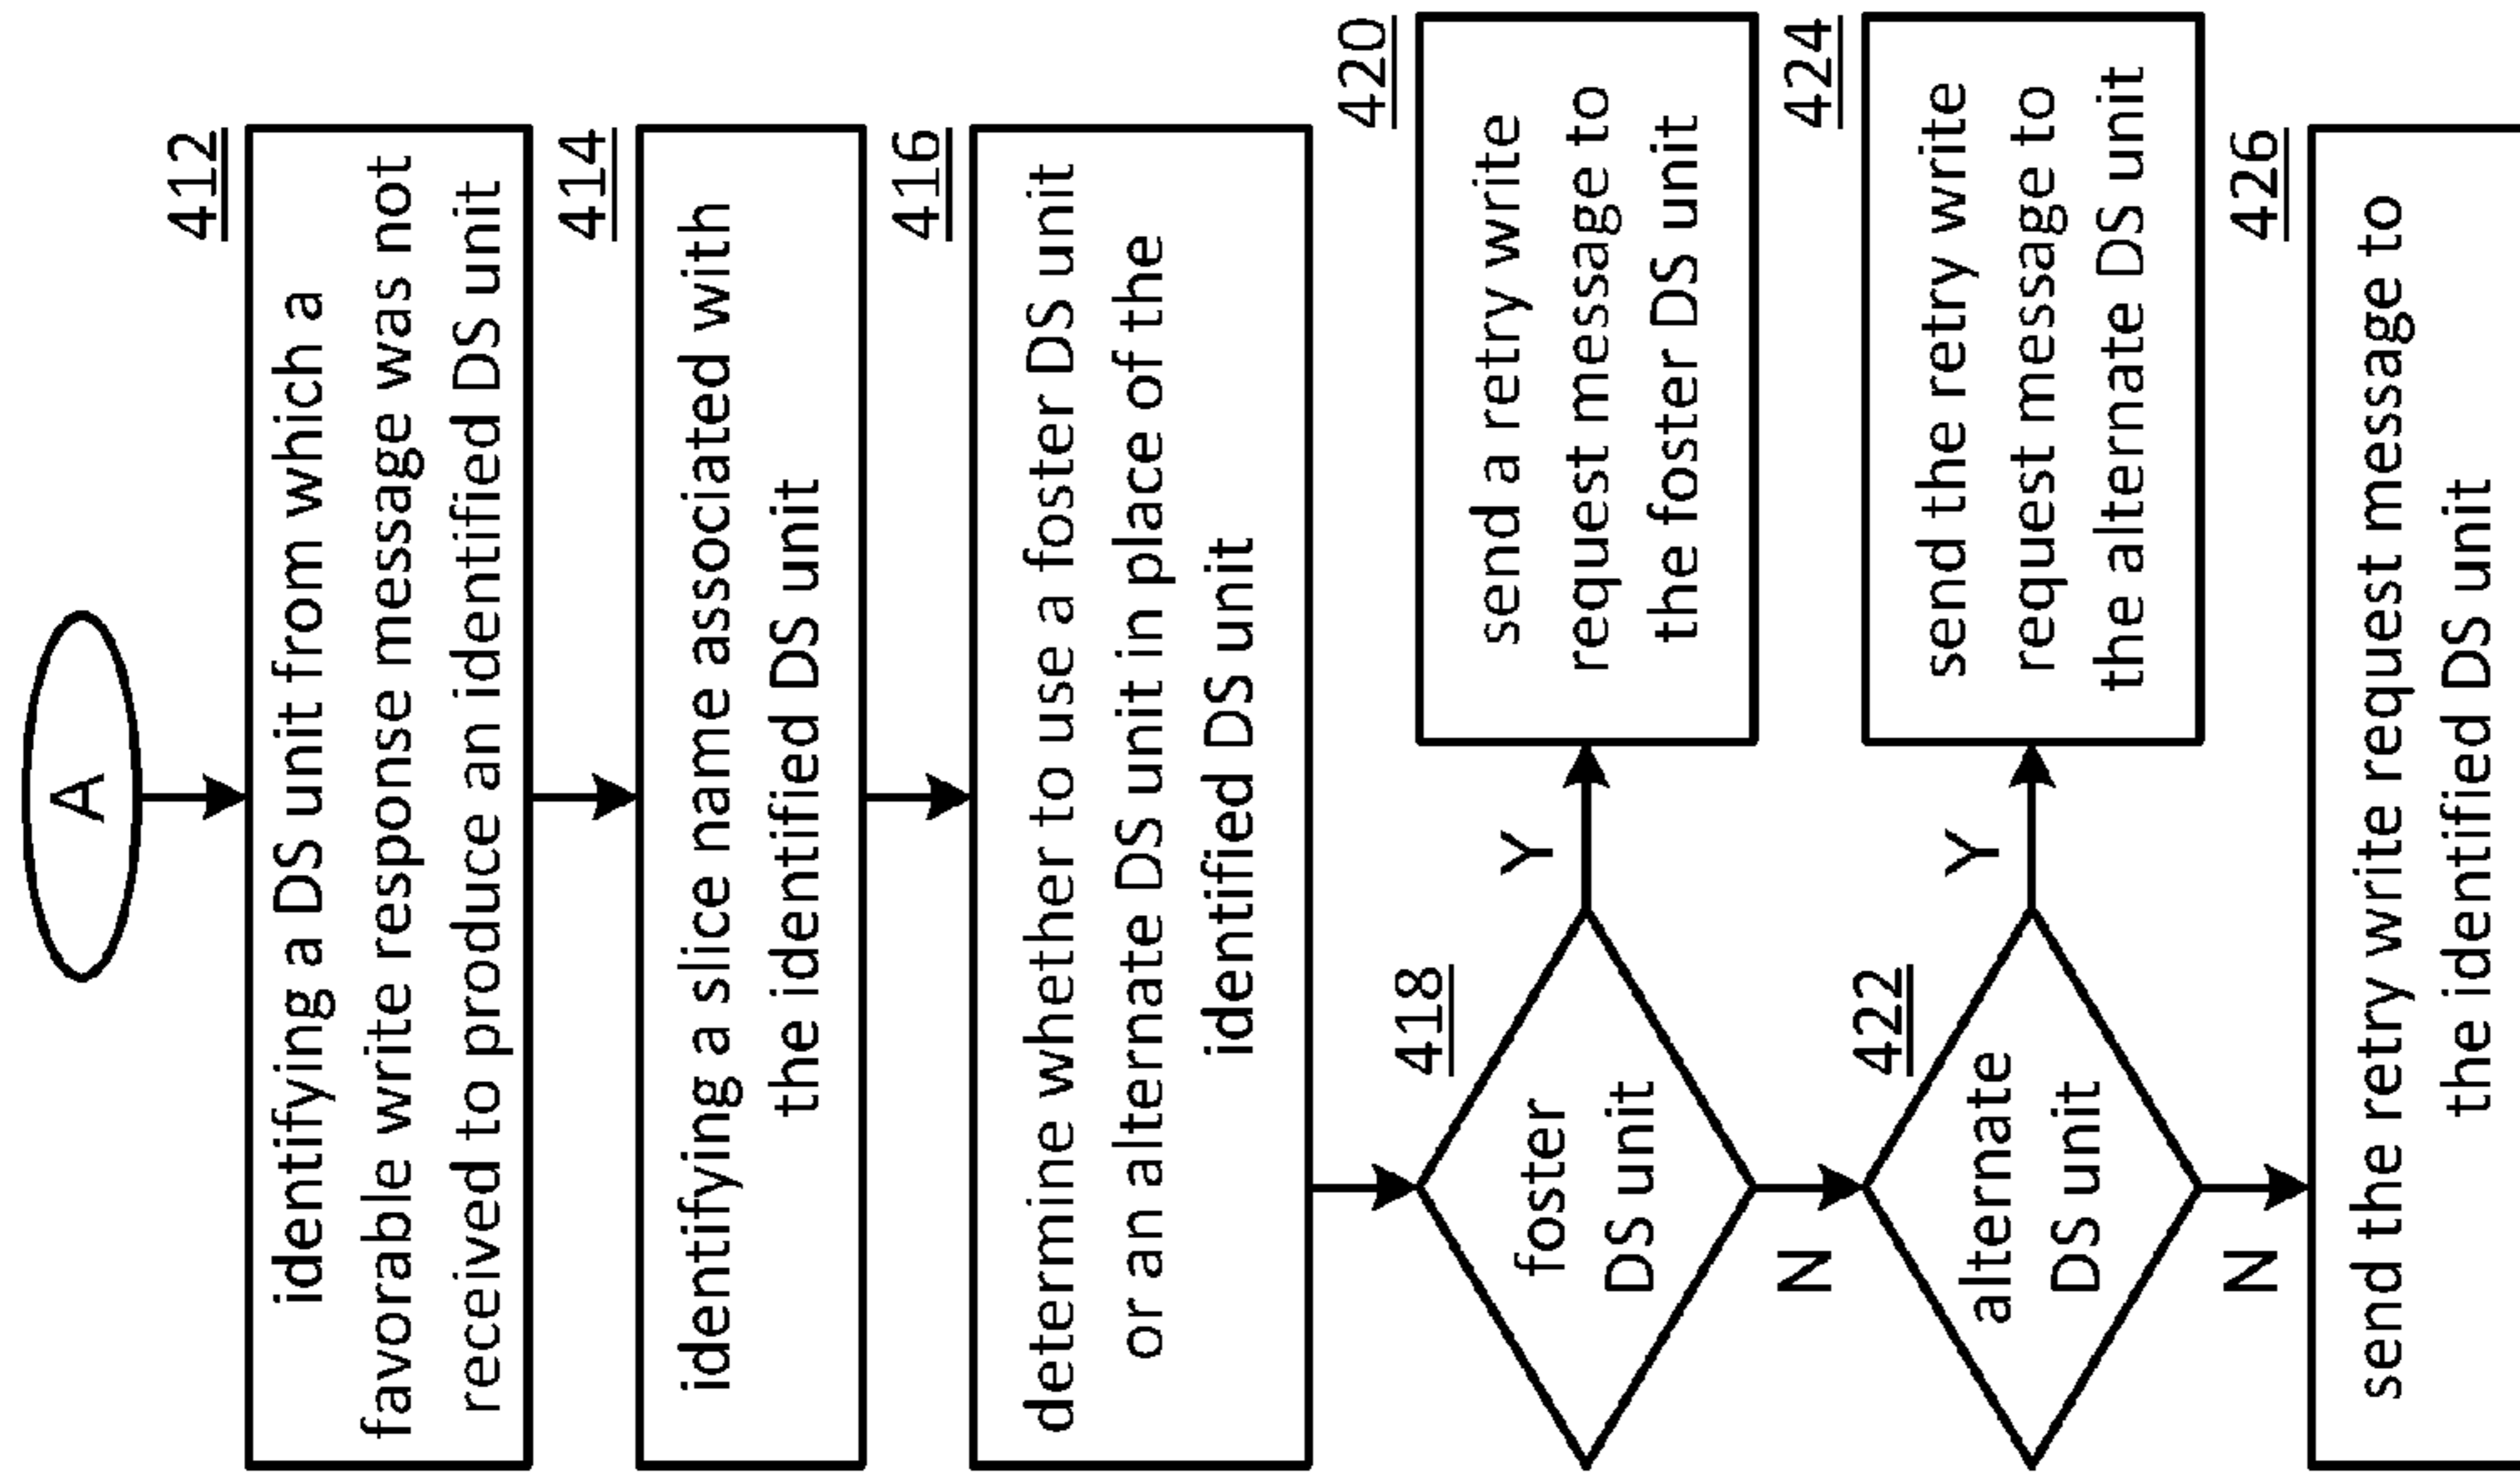 A
412
identifying a DS unit from which a
favorable write response message was not
received to produce an identified DS unit
414
identifying a slice name associated with
the identified DS unit
416
determine whether to use a foster DS unit
or an alternate DS unit in place of the
identified DS unit
418
foster
DS unit
Y
420
send a retry write
request message to
the foster DS unit
N
422
alternate
DS unit
Y
424
send the retry write
request message to
the alternate DS unit
N
426
send the retry write request message to
the identified DS unit